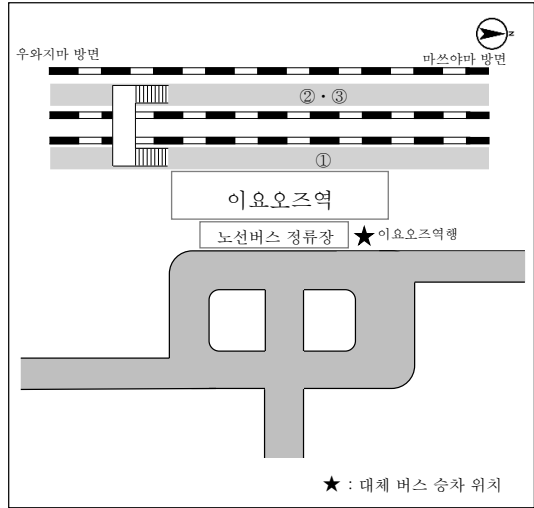 N
우와지마 방면
마쓰야마 방면
②・③
①
이요오즈역
노선버스 정류장
★이요오즈역행
★ : 대체 버스 승차 위치